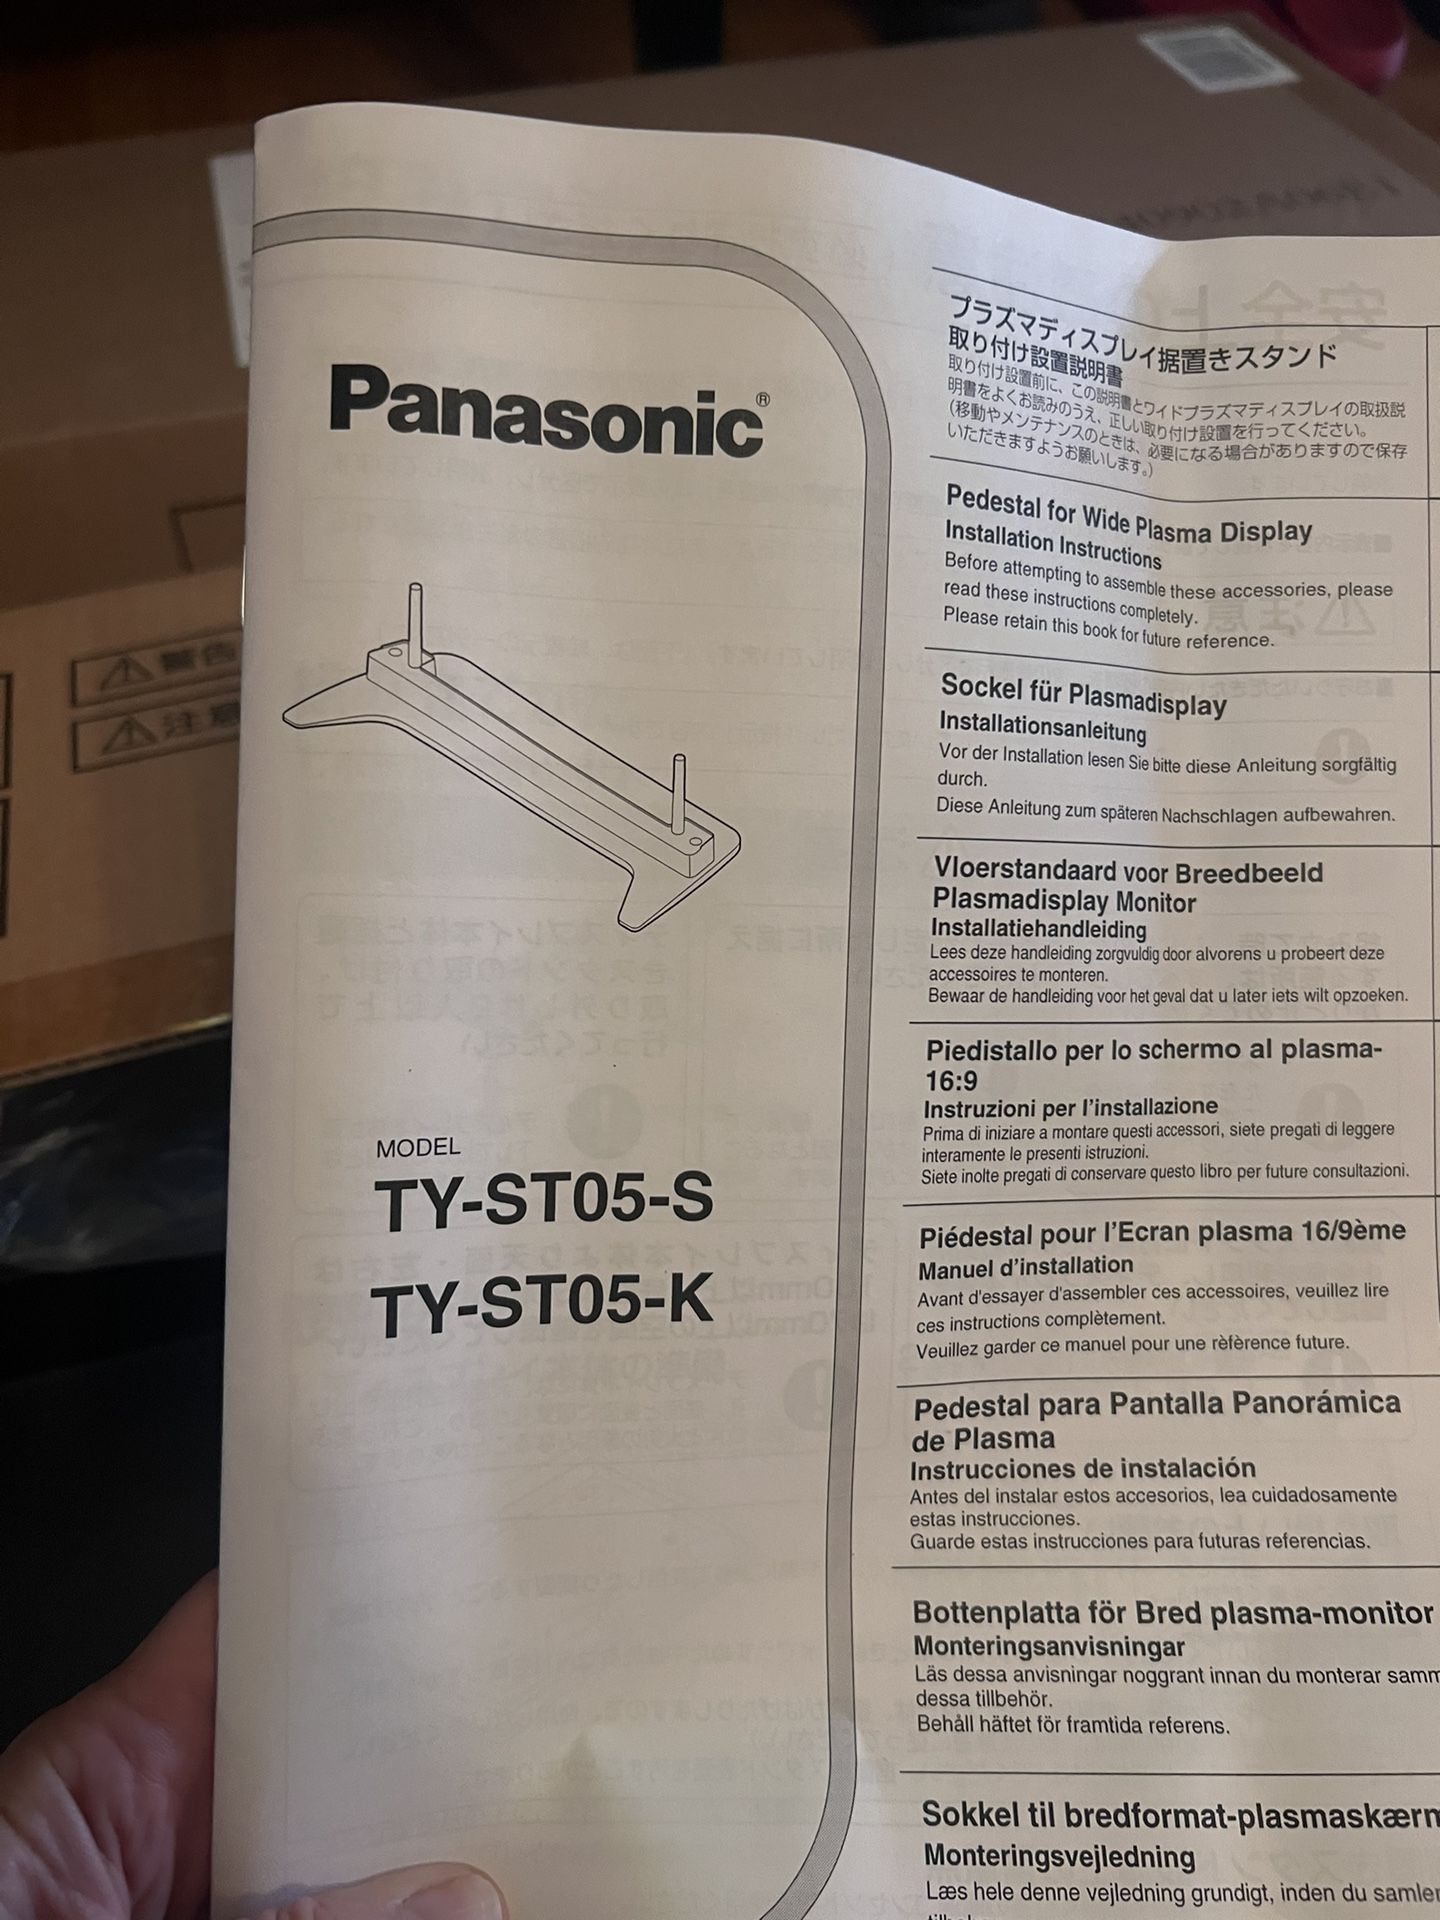 Panasonic®
MODEL
TY-ST05-S
TY-ST05-K
プラズマディスプレイ据置きスタンド
取り付け設置説明書
取り付け設置前に、この説明書とワイドプラズマディスプレイの取扱説
明書をよくお読みのうえ、正しい取り付け設置を行ってください。
(移動やメンテナンスのときは、必要になる場合がありますので保存
いただきますようお願いします。)
Pedestal for Wide Plasma Display
Installation Instructions
Before attempting to assemble these accessories, please
read these instructions completely.
Please retain this book for future reference.
Sockel für Plasmadisplay
Installationsanleitung
Vor der Installation lesen Sie bitte diese Anleitung sorgfältig
durch.
Diese Anleitung zum späteren Nachschlagen aufbewahren.
Vloerstandaard voor Breedbeeld
Plasmadisplay Monitor
Installatiehandleiding
Lees deze handleiding zorgvuldig door alvorens u probeert deze
accessoires te monteren.
Bewaar de handleiding voor het geval dat u later iets wilt opzoeken.
Piedistallo per lo schermo al plasma-
16:9
Instruzioni per l'installazione
Prima di iniziare a montare questi accessori, siete pregati di leggere
interamente le presenti istruzioni.
Siete inolte pregati di conservare questo libro per future consultazioni.
Piédestal pour l'Ecran plasma 16/9ème
Manuel d'installation
Avant d'essayer d'assembler ces accessoires, veuillez lire
ces instructions complètement.
Veuillez garder ce manuel pour une rèfèrence future.
Pedestal para Pantalla Panorámica
de Plasma
Instrucciones de instalación
Antes del instalar estos accesorios, lea cuidadosamente
estas instrucciones.
Guarde estas instrucciones para futuras referencias.
Bottenplatta för Bred plasma-monitor
Monteringsanvisningar
Läs dessa anvisningar noggrant innan du monterar samm
dessa tillbehör.
Behåll häftet för framtida referens.
Sokkel til bredformat-plasmaskærm
Monteringsvejledning
Læs hele denne vejledning grundigt, inden du samler
警告
注意